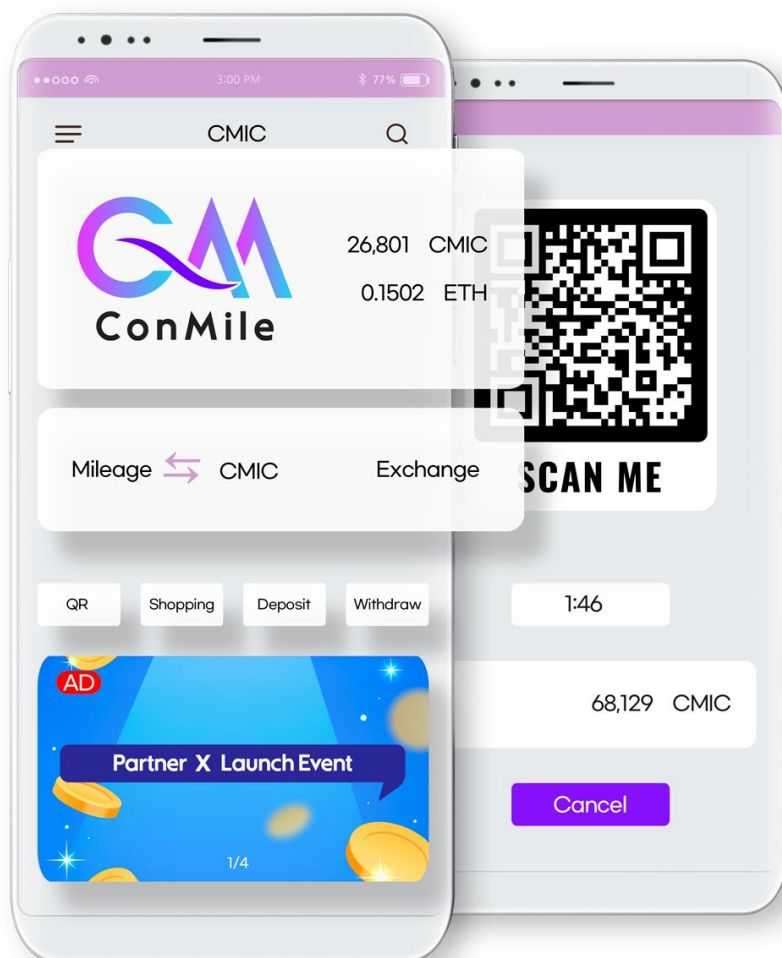 3:00 PM
77%
CMIC
CM
ConMile
26,801 CMIC
0.1502 ETH
Mileage CMIC Exchange
QR Shopping Deposit Withdraw
AD
Partner X Launch Event
1/4
SCAN ME
1:46
68,129 CMIC
Cancel